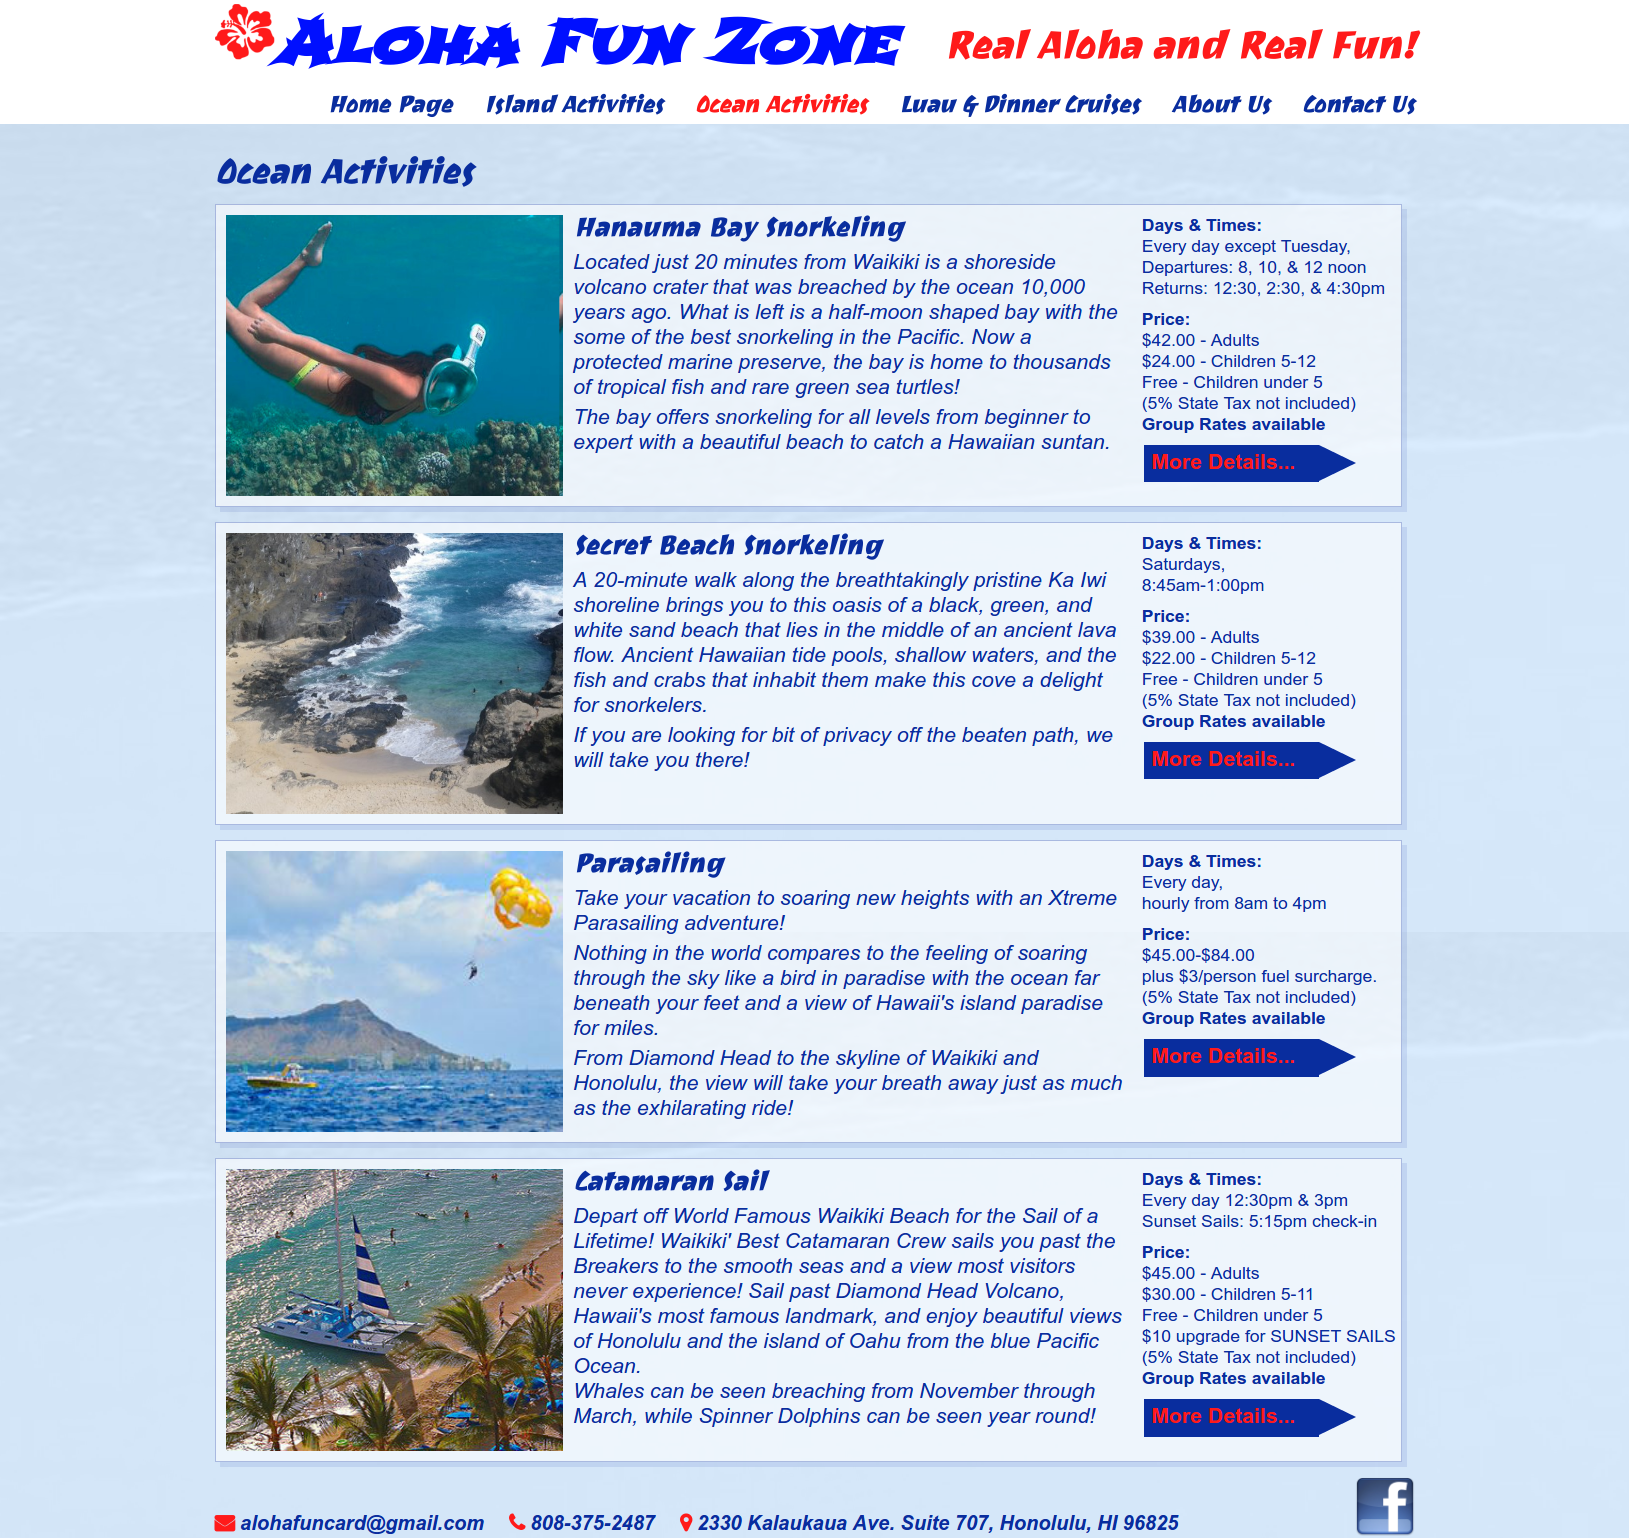 Aloha Fun Zone
Real Aloha and Real Fun!
Home Page Island Activities Ocean Activities Luau & Dinner Cruises About Us Contact Us
Ocean Activities
Hanauma Bay Snorkeling
Located just 20 minutes from Waikiki is a shoreside
volcano crater that was breached by the ocean 10,000
years ago. What is left is a half-moon shaped bay with the
some of the best snorkeling in the Pacific. Now a
protected marine preserve, the bay is home to thousands
of tropical fish and rare green sea turtles!
The bay offers snorkeling for all levels from beginner to
expert with a beautiful beach to catch a Hawaiian suntan.
Days & Times:
Every day except Tuesday,
Departures: 8, 10, & 12 noon
Returns: 12:30, 2:30, & 4:30pm
Price:
$42.00 - Adults
$24.00 - Children 5-12
Free - Children under 5
(5% State Tax not included)
Group Rates available
More Details...
Secret Beach Snorkeling
A 20-minute walk along the breathtakingly pristine Ka Iwi
shoreline brings you to this oasis of a black, green, and
white sand beach that lies in the middle of an ancient lava
flow. Ancient Hawaiian tide pools, shallow waters, and the
fish and crabs that inhabit them make this cove a delight
for snorkelers.
If you are looking for bit of privacy off the beaten path, we
will take you there!
Days & Times:
Saturdays,
8:45am-1:00pm
Price:
$39.00 - Adults
$22.00 - Children 5-12
Free - Children under 5
(5% State Tax not included)
Group Rates available
More Details...
Parasailing
Take your vacation to soaring new heights with an Xtreme
Parasailing adventure!
Nothing in the world compares to the feeling of soaring
through the sky like a bird in paradise with the ocean far
beneath your feet and a view of Hawaii's island paradise
for miles.
From Diamond Head to the skyline of Waikiki and
Honolulu, the view will take your breath away just as much
as the exhilarating ride!
Days & Times:
Every day,
hourly from 8am to 4pm
Price:
$45.00-$84.00
plus $3/person fuel surcharge.
(5% State Tax not included)
Group Rates available
More Details...
Catamaran Sail
Depart off World Famous Waikiki Beach for the Sail of a
Lifetime! Waikiki' Best Catamaran Crew sails you past the
Breakers to the smooth seas and a view most visitors
never experience! Sail past Diamond Head Volcano,
Hawaii's most famous landmark, and enjoy beautiful views
of Honolulu and the island of Oahu from the blue Pacific
Ocean.
Whales can be seen breaching from November through
March, while Spinner Dolphins can be seen year round!
Days & Times:
Every day 12:30pm & 3pm
Sunset Sails: 5:15pm check-in
Price:
$45.00 - Adults
$30.00 - Children 5-11
Free - Children under 5
$10 upgrade for SUNSET SAILS
(5% State Tax not included)
Group Rates available
More Details...
alohafuncard@gmail.com 808-375-2487 2330 Kalaukaua Ave. Suite 707, Honolulu, HI 96825
f